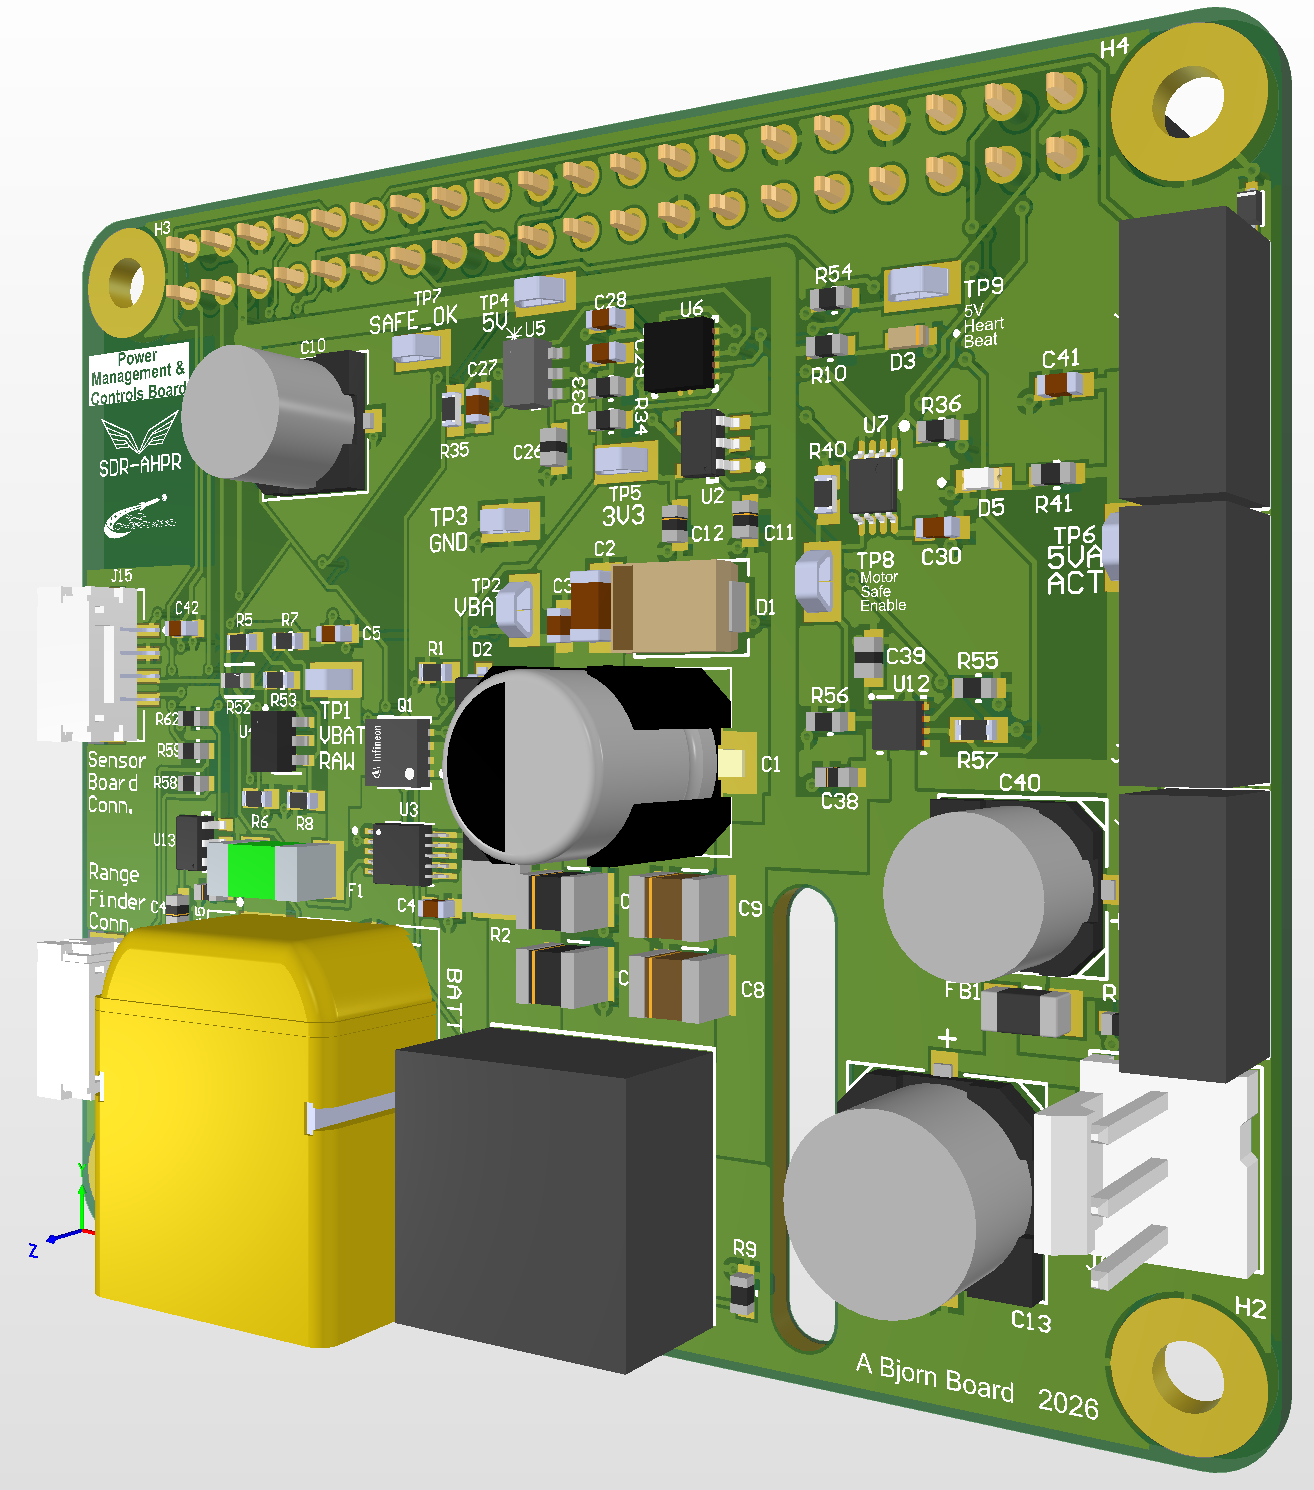 H4
H3
Power
Management &
Controls Board
SDR-AHPR
C10
TP7
SAFE_OK
TP4
5V
U5
C28
U6
C27
R33
R34
R35
C26
TP5
3V3
U2
C12
C11
TP3
GND
R54
R10
D3
TP9
5V
Heart
Beat
C41
U7
R36
R40
D5
R41
C30
TP6
5VA
ACT
TP8
Motor
Safe
Enable
C2
TP2
D1
J15
C42
R5
R7
C5
R1
D2
R52
R53
TP1
VBAT
RAW
Q1
Infineon
R62
R59
R58
Sensor
Board
Conn.
R6
R8
U3
U13
F1
C4
Range
Finder
Conn.
C1
C39
R55
U12
R56
R57
C38
C40
R2
C9
C8
BATT
FB1
+
R9
C13
H2
A Bjorn Board 2026
Z
Y